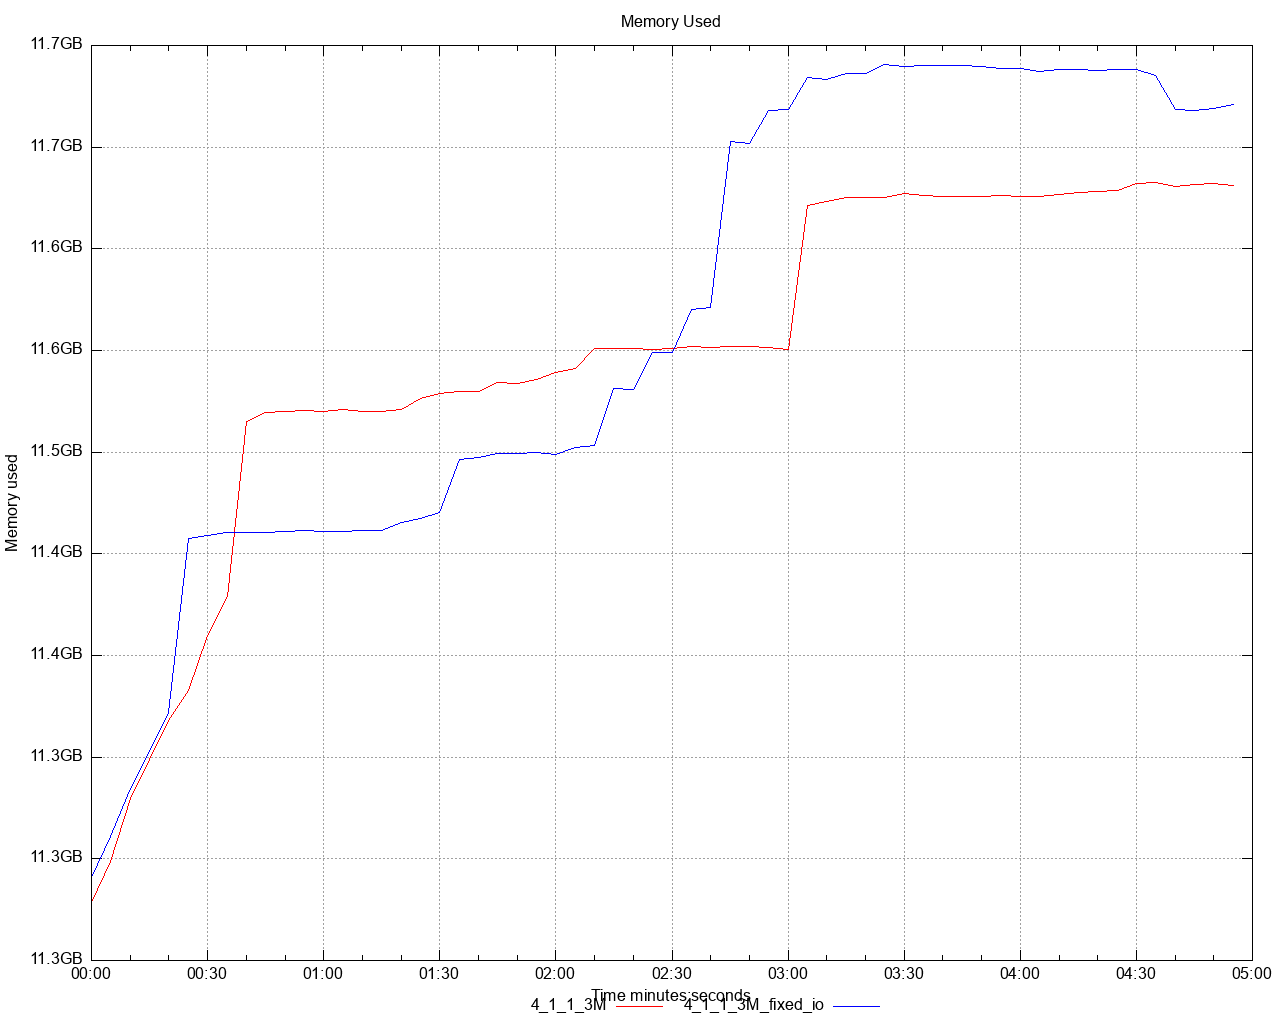 Memory Used
11.7GB
11.7GB
11.6GB
11.6GB
11.5GB
11.4GB
11.4GB
11.3GB
11.3GB
11.3GB
Memory used
00:00 00:30 01:00 01:30 02:00 02:30 03:00 03:30 04:00 04:30 05:00
Time minutes:seconds
4_1_1_3M 4_1_1_3M_fixed_io